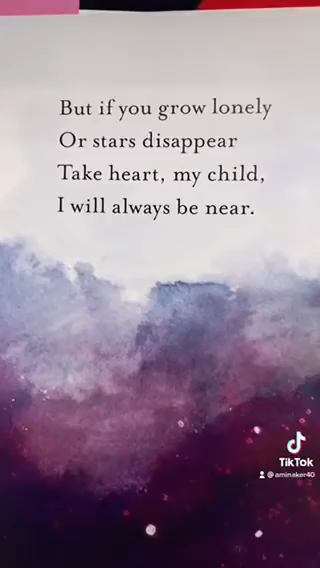 But if you grow lonely
Or stars disappear
Take heart, my child,
I will always be near.
TikTok
@aminaker40